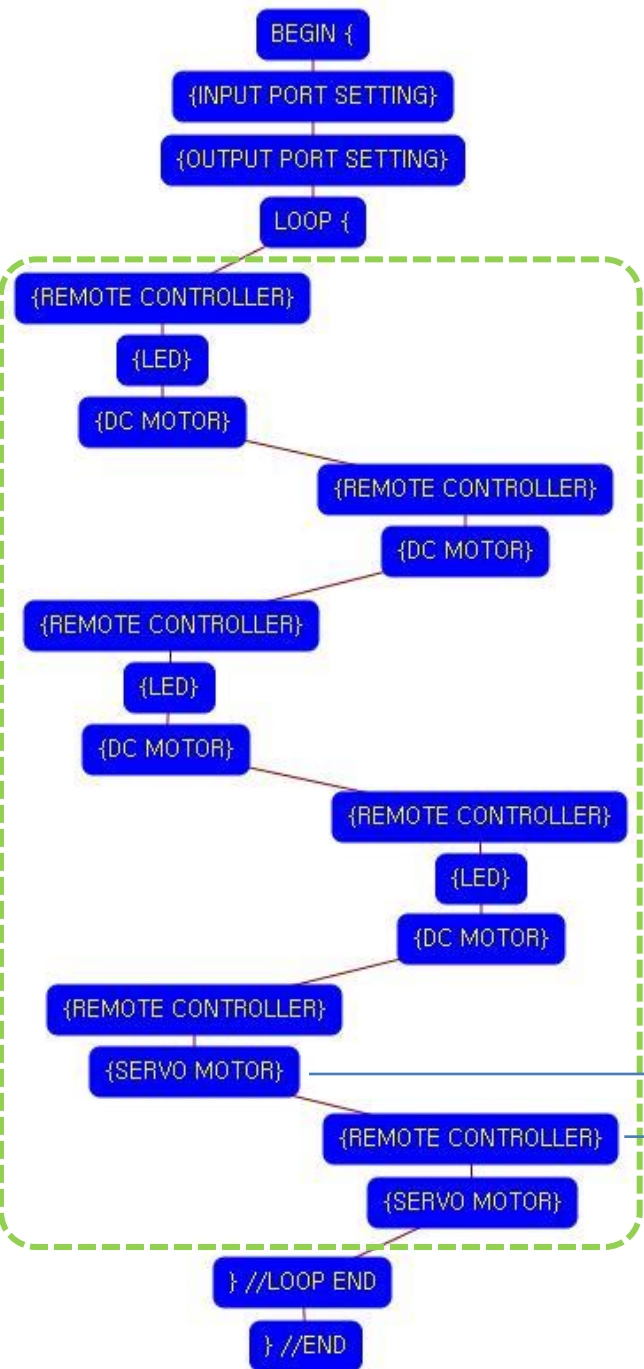 BEGIN {
{INPUT PORT SETTING}
{OUTPUT PORT SETTING}
LOOP {
{REMOTE CONTROLLER}
{LED}
{DC MOTOR}
{REMOTE CONTROLLER}
{DC MOTOR}
{REMOTE CONTROLLER}
{LED}
{DC MOTOR}
{REMOTE CONTROLLER}
{LED}
{DC MOTOR}
{REMOTE CONTROLLER}
{SERVO MOTOR}
{REMOTE CONTROLLER}
{SERVO MOTOR}
} //LOOP END
} //END